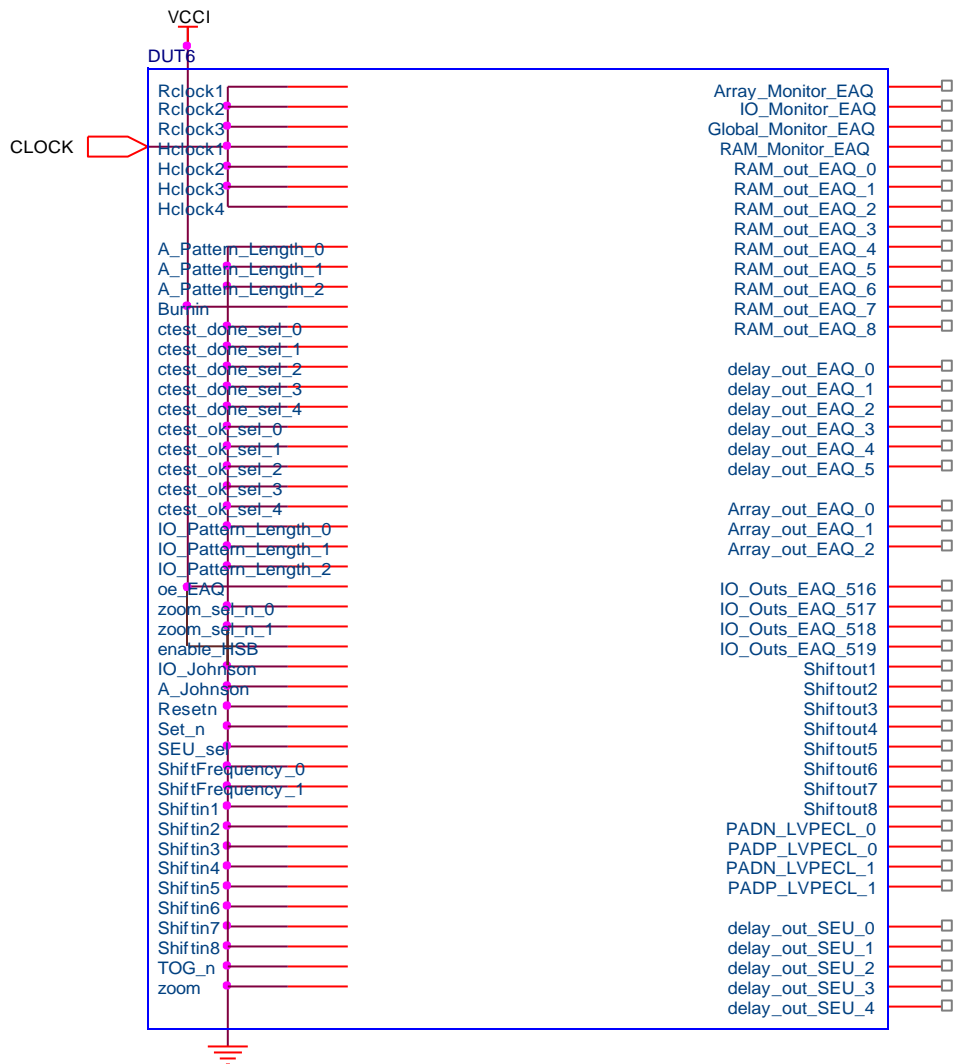 VCCI
DUT6
CLOCK
Rclock1
Rclock2
Rclock3
Hclock1
Hclock2
Hclock3
Hclock4
A_Pattern_Length_0
A_Pattern_Length_1
A_Pattern_Length_2
Burnin
ctest_done_sel_0
ctest_done_sel_1
ctest_done_sel_2
ctest_done_sel_3
ctest_done_sel_4
ctest_ok_sel_0
ctest_ok_sel_1
ctest_ok_sel_2
ctest_ok_sel_3
ctest_ok_sel_4
IO_Pattern_Length_0
IO_Pattern_Length_1
IO_Pattern_Length_2
oe_EAQ
zoom_sel_n_0
zoom_sel_n_1
enable_HSB
IO_Johnson
A_Johnson
Resetn
Set_n
SEU_sel
ShiftFrequency_0
ShiftFrequency_1
Shiftin1
Shiftin2
Shiftin3
Shiftin4
Shiftin5
Shiftin6
Shiftin7
Shiftin8
TOG_n
zoom
Array_Monitor_EAQ
IO_Monitor_EAQ
Global_Monitor_EAQ
RAM_Monitor_EAQ
RAM_out_EAQ_0
RAM_out_EAQ_1
RAM_out_EAQ_2
RAM_out_EAQ_3
RAM_out_EAQ_4
RAM_out_EAQ_5
RAM_out_EAQ_6
RAM_out_EAQ_7
RAM_out_EAQ_8
delay_out_EAQ_0
delay_out_EAQ_1
delay_out_EAQ_2
delay_out_EAQ_3
delay_out_EAQ_4
delay_out_EAQ_5
Array_out_EAQ_0
Array_out_EAQ_1
Array_out_EAQ_2
IO_Outs_EAQ_516
IO_Outs_EAQ_517
IO_Outs_EAQ_518
IO_Outs_EAQ_519
Shiftout1
Shiftout2
Shiftout3
Shiftout4
Shiftout5
Shiftout6
Shiftout7
Shiftout8
PADN_LVPECL_0
PADP_LVPECL_0
PADN_LVPECL_1
PADP_LVPECL_1
delay_out_SEU_0
delay_out_SEU_1
delay_out_SEU_2
delay_out_SEU_3
delay_out_SEU_4